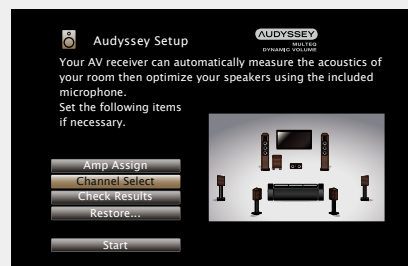 Audyssey Setup
AUDYSSEY
MULTEQ
DYNAMIC VOLUME
Your AV receiver can automatically measure the acoustics of
your room then optimize your speakers using the included
microphone.
Set the following items
if necessary.
Amp Assign
Channel Select
Check Results
Restore...
Start